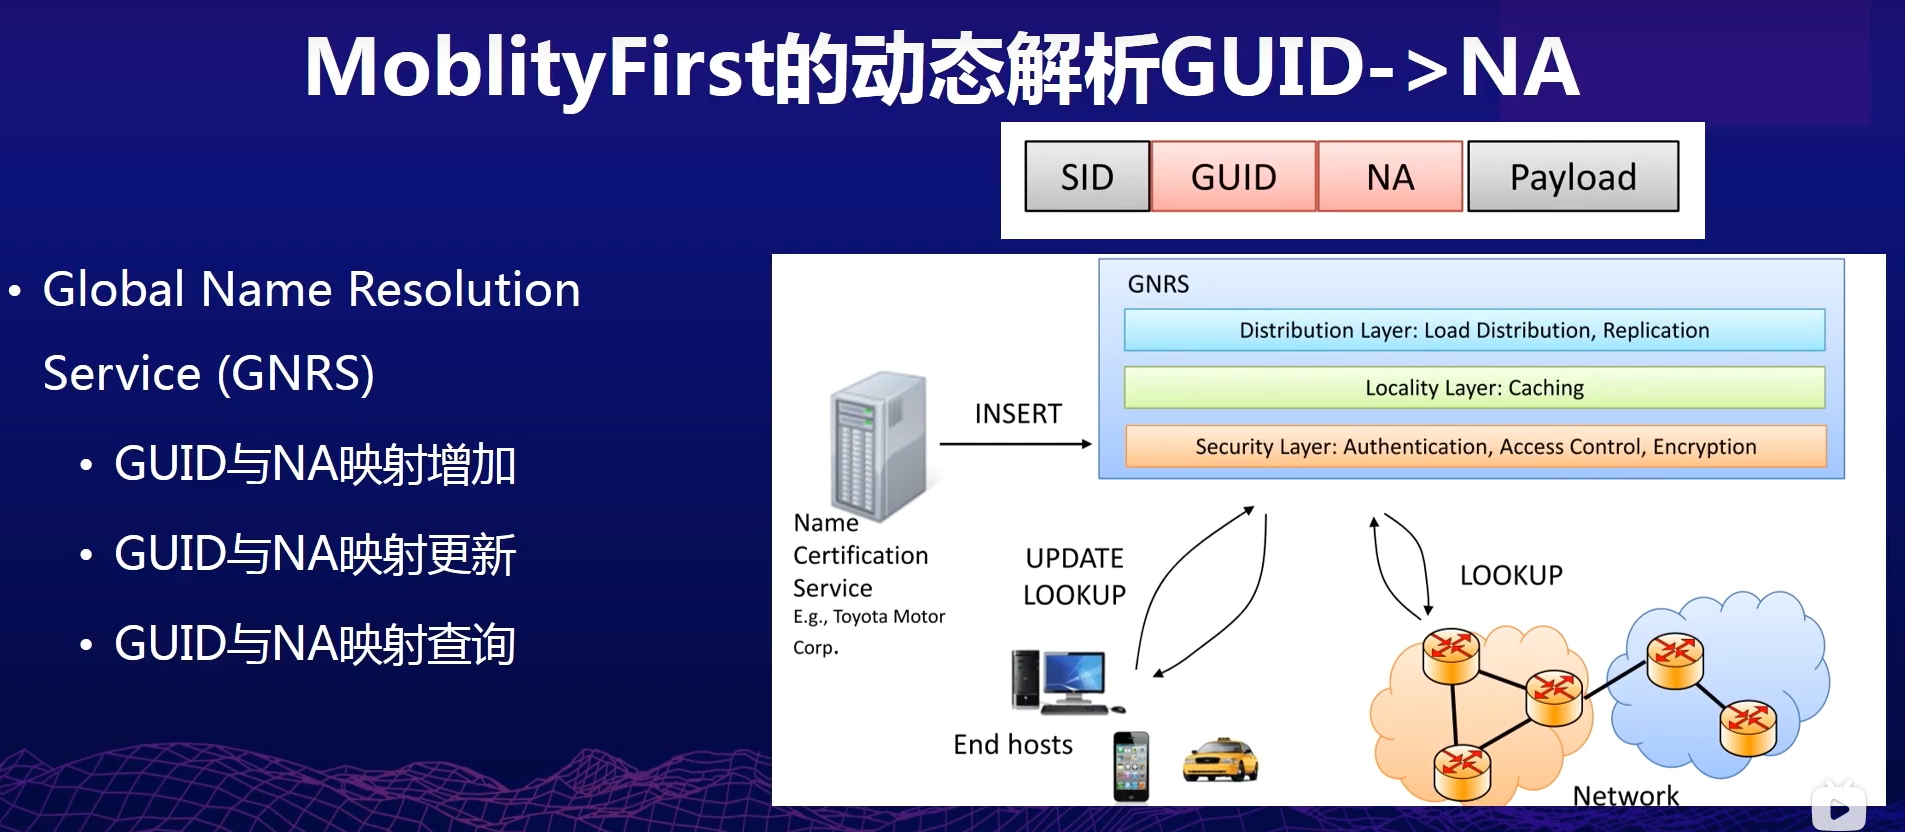 MoblityFirst的动态解析GUID->NA
SID GUID NA Payload
• Global Name Resolution
Service (GNRS)
• GUID与NA映射增加
• GUID与NA映射更新
• GUID与NA映射查询
GNRS
Distribution Layer: Load Distribution, Replication
Locality Layer: Caching
Security Layer: Authentication, Access Control, Encryption
INSERT
Name
Certification
Service
E.g., Toyota Motor
Corp.
UPDATE
LOOKUP
LOOKUP
End hosts
Network